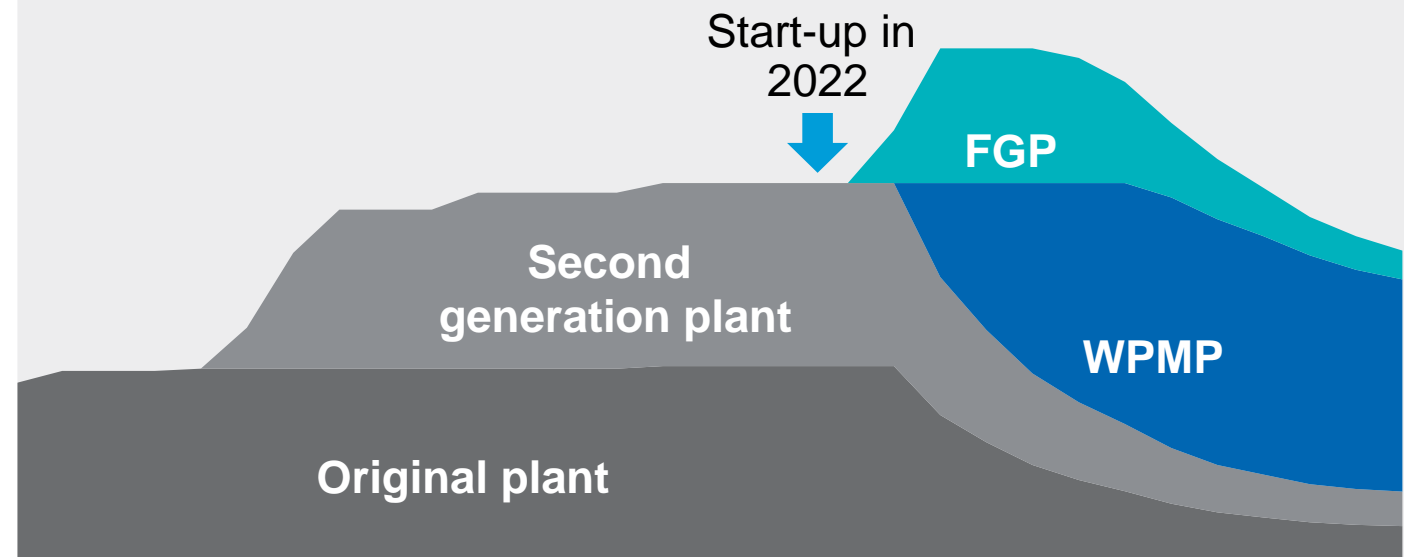 Start-up in
2022
FGP
Second
generation plant
WPMP
Original plant